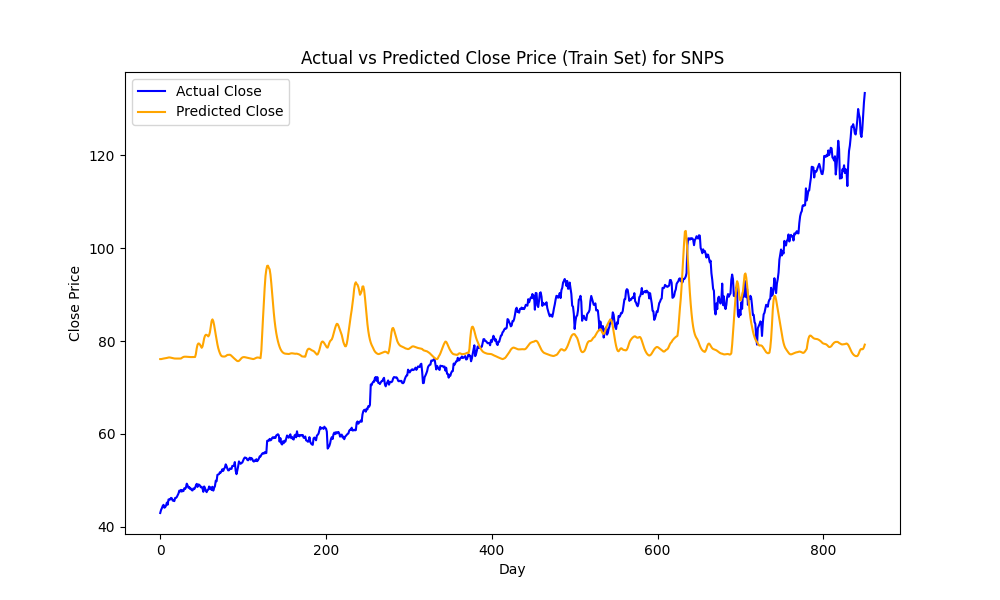 Actual vs Predicted Close Price (Train Set) for SNPS
Actual Close
Predicted Close
120
100
80
60
40
Close Price
0
200
400
600
800
Day